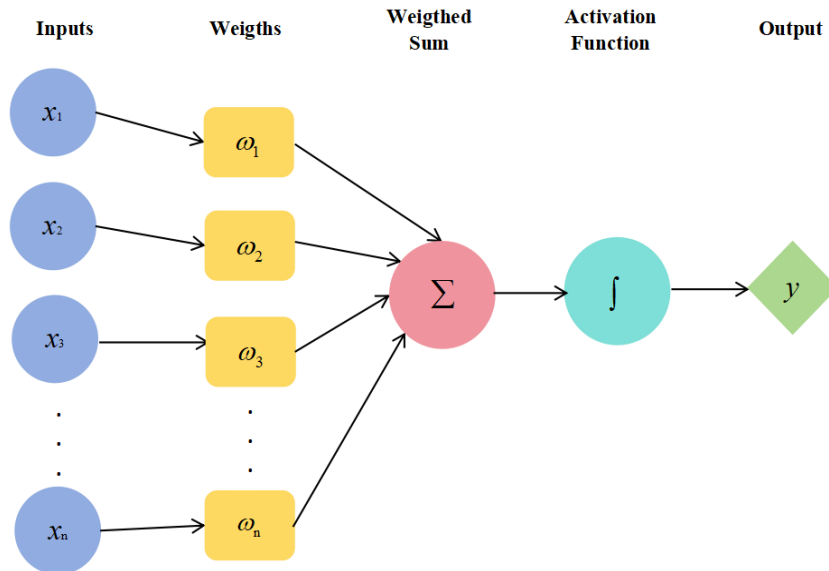 Inputs
Weigths
Weigthed
Sum
Activation
Function
Output
x₁
ω₁
x₂
ω₂
Σ
∫
y
x₃
ω₃
. .
. .
. .
xₙ
ωₙ